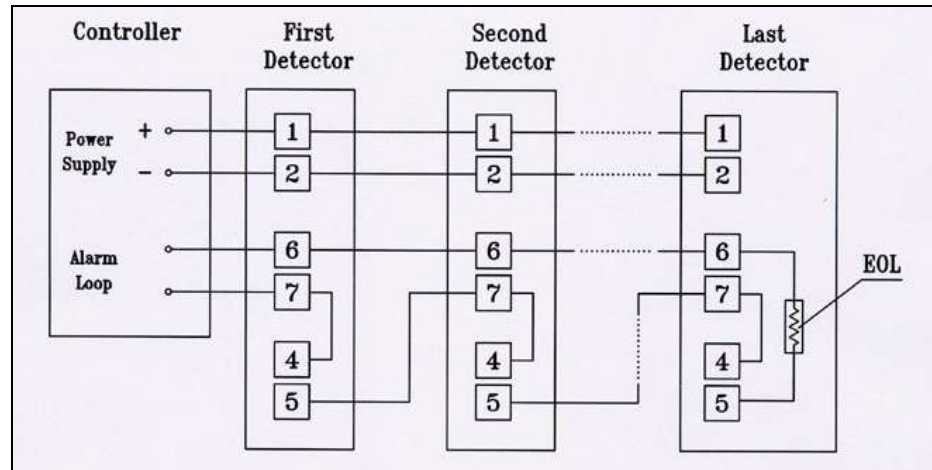 Controller
First
Detector
Second
Detector
Last
Detector
Power
Supply
+
−
Alarm
Loop
1
2
6
7
4
5
1
2
6
7
4
5
1
2
6
7
4
5
EOL